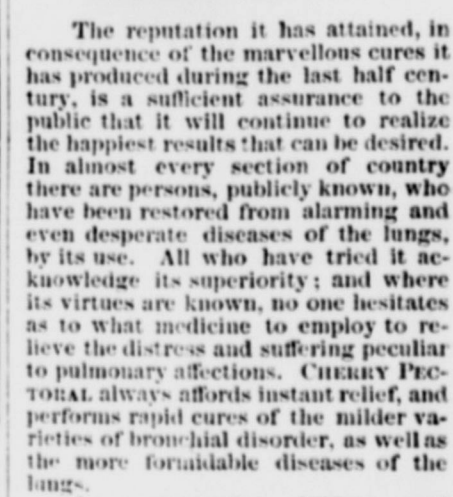 The reputation it has attained, in
consequence of the marvellous cures it
has produced during the last half cen-
tury, is a sufficient assurance to the
public that it will continue to realize
the happiest results that can be desired.
In almost every section of country
there are persons, publicly known, who
have been restored from alarming and
even desperate diseases of the lungs,
by its use. All who have tried it ac-
knowledge its superiority; and where
its virtues are known, no one hesitates
as to what medicine to employ to re-
lieve the distress and suffering peculiar
to pulmonary affections. CHERRY PEC-
TORAL always affords instant relief, and
performs rapid cures of the milder va-
rieties of bronchial disorder, as well as
the more formidable diseases of the
lungs.